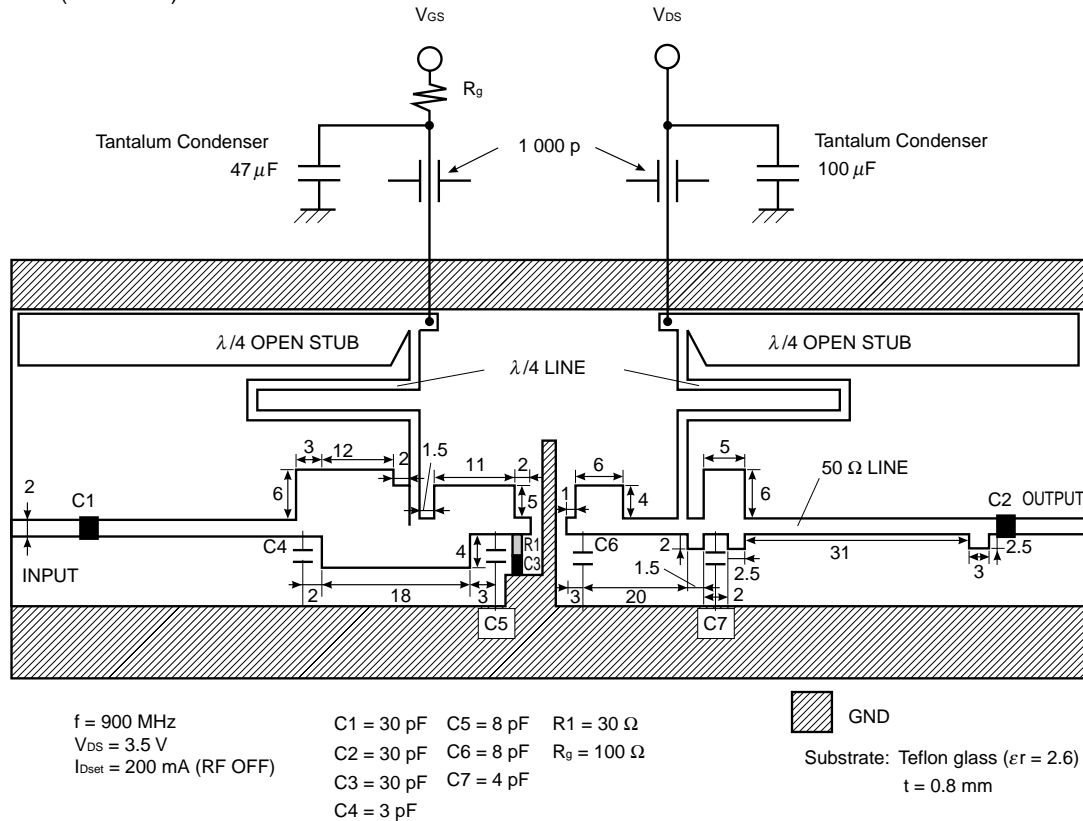 VGS VDS
Rg
Tantalum Condenser
47 μF
1 000 p
Tantalum Condenser
100 μF
λ/4 OPEN STUB
λ/4 OPEN STUB
λ/4 LINE
3 12 2 1.5 11 2 6 5
50 Ω LINE
2 C1 6 5 1 4 6 C2 OUTPUT
INPUT C4 4 R1 C3 C6 2 2.5 31 2.5
2 18 3 3 20 1.5 2 3
C5 C7
GND
f = 900 MHz
VDS = 3.5 V
IDset = 200 mA (RF OFF)
C1 = 30 pF C5 = 8 pF R1 = 30 Ω
C2 = 30 pF C6 = 8 pF Rg = 100 Ω
C3 = 30 pF C7 = 4 pF
C4 = 3 pF
Substrate: Teflon glass (εr = 2.6)
t = 0.8 mm